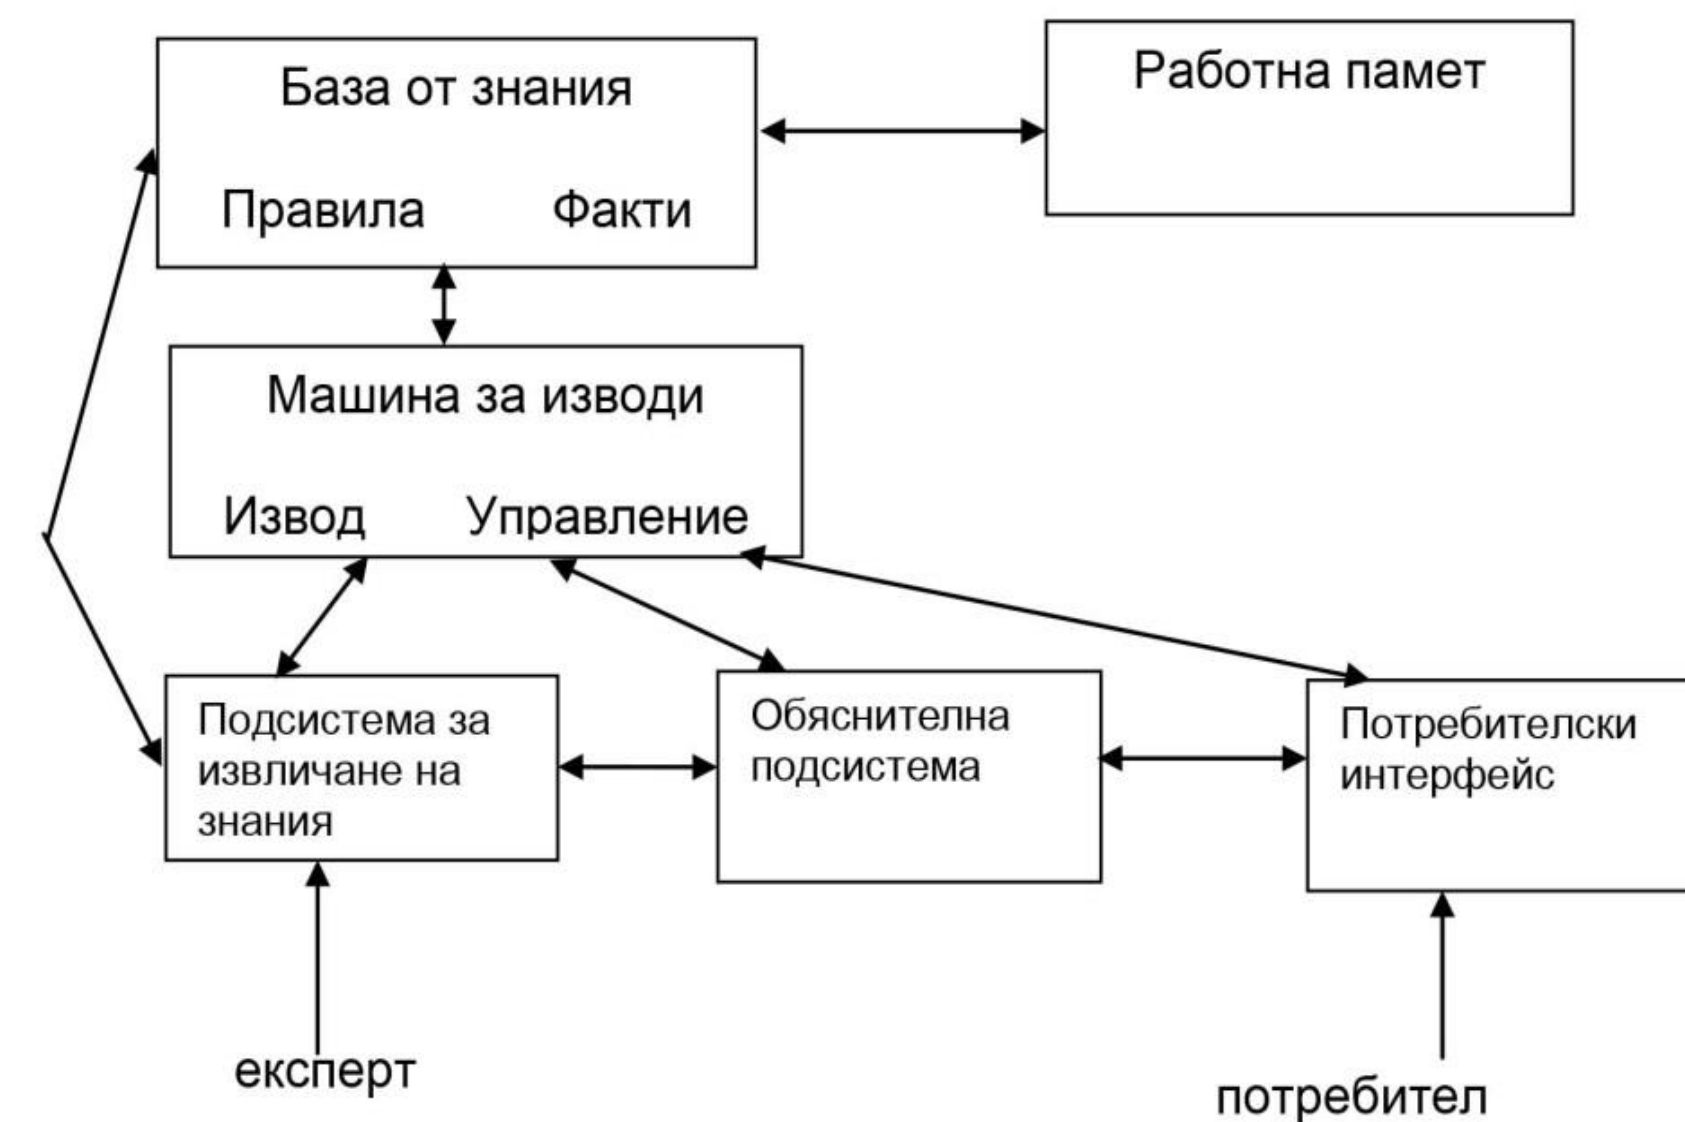 База от знания
Правила Факти
Работна памет
Машина за изводи
Извод Управление
Подсистема за
извличане на
знания
Обяснителна
подсистема
Потребителски
интерфейс
експерт
потребител